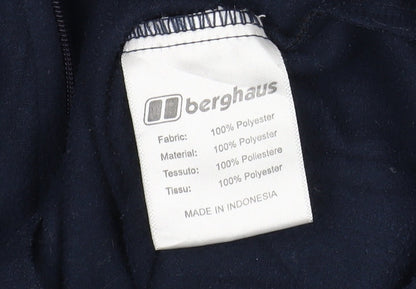 berghaus
Fabric: 100% Polyester
Material: 100% Polyester
Tessuto: 100% Poliestere
Tissu: 100% Polyester
MADE IN INDONESIA